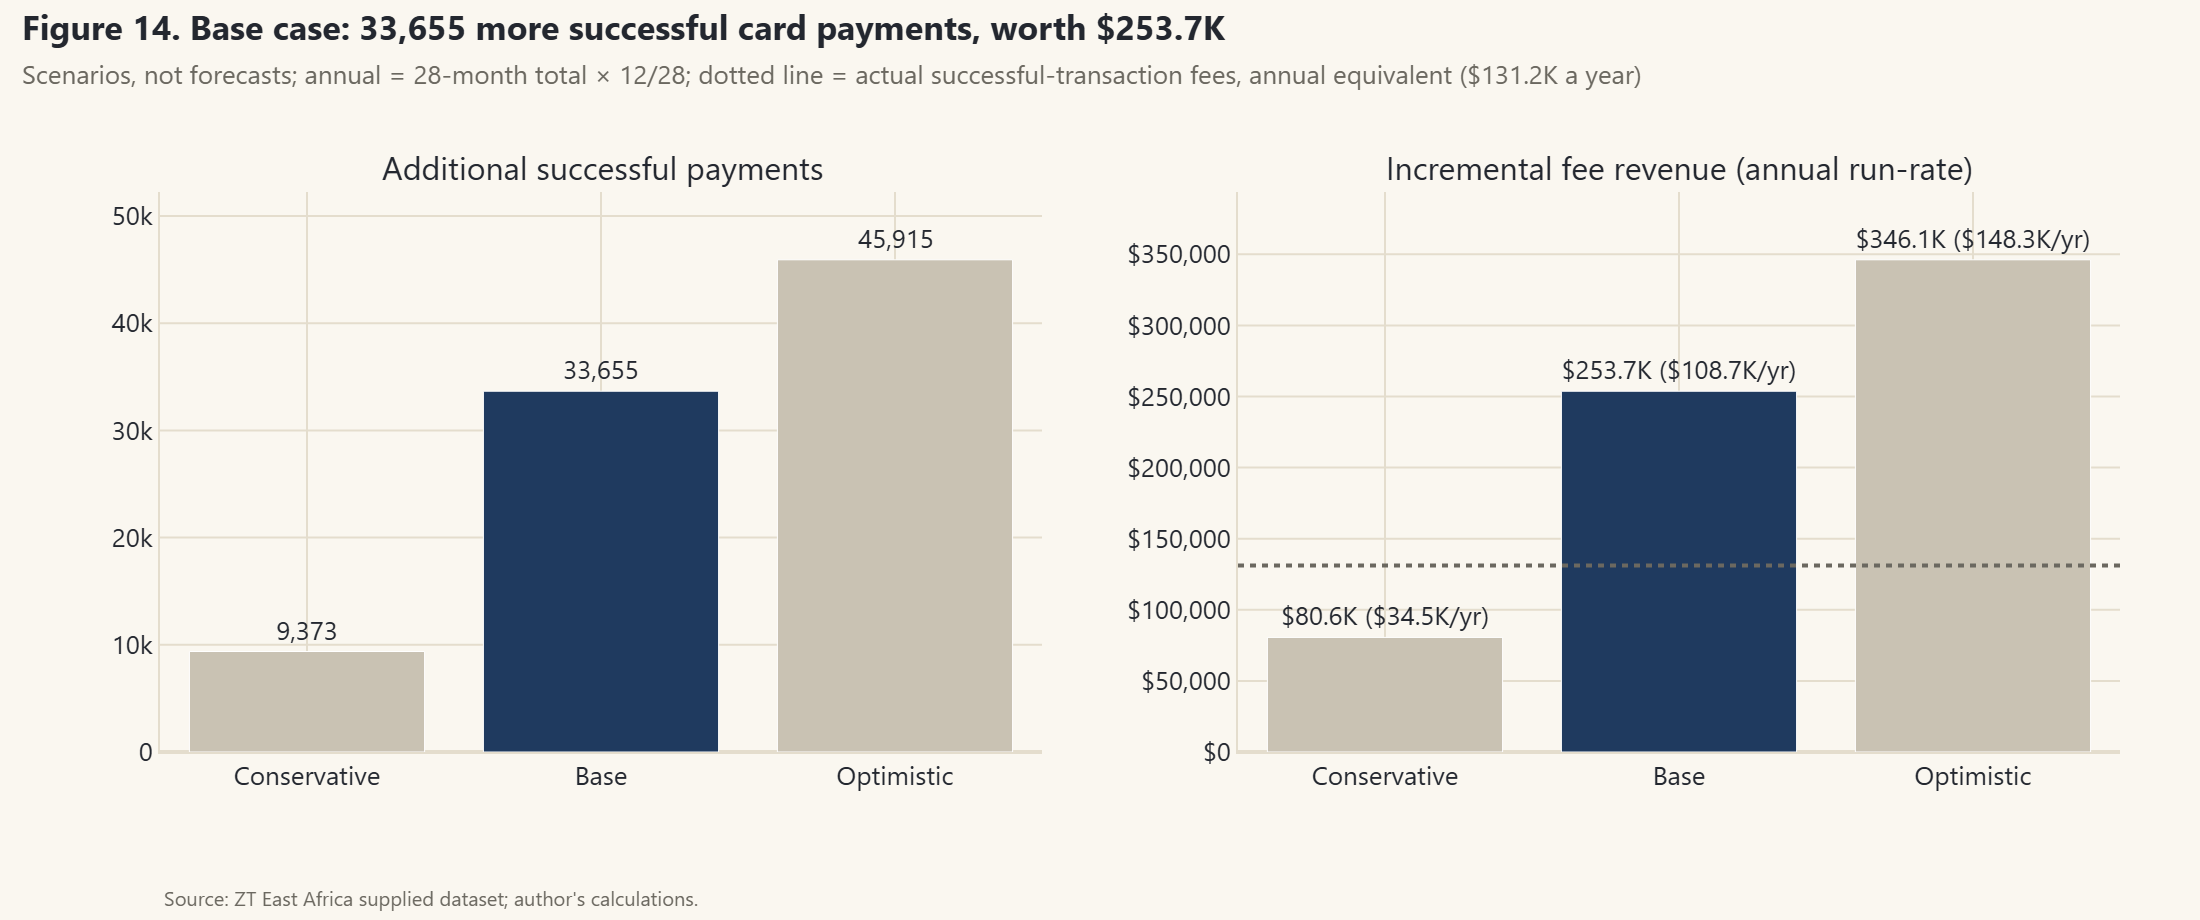 Figure 14. Base case: 33,655 more successful card payments, worth $253.7K
Scenarios, not forecasts; annual = 28-month total × 12/28; dotted line = actual successful-transaction fees, annual equivalent ($131.2K a year)
Additional successful payments
50k
40k
30k
20k
10k
0
9,373
33,655
45,915
Conservative
Base
Optimistic
Incremental fee revenue (annual run-rate)
$350,000
$300,000
$250,000
$200,000
$150,000
$100,000
$50,000
$0
$80.6K ($34.5K/yr)
$253.7K ($108.7K/yr)
$346.1K ($148.3K/yr)
Conservative
Base
Optimistic
Source: ZT East Africa supplied dataset; author's calculations.